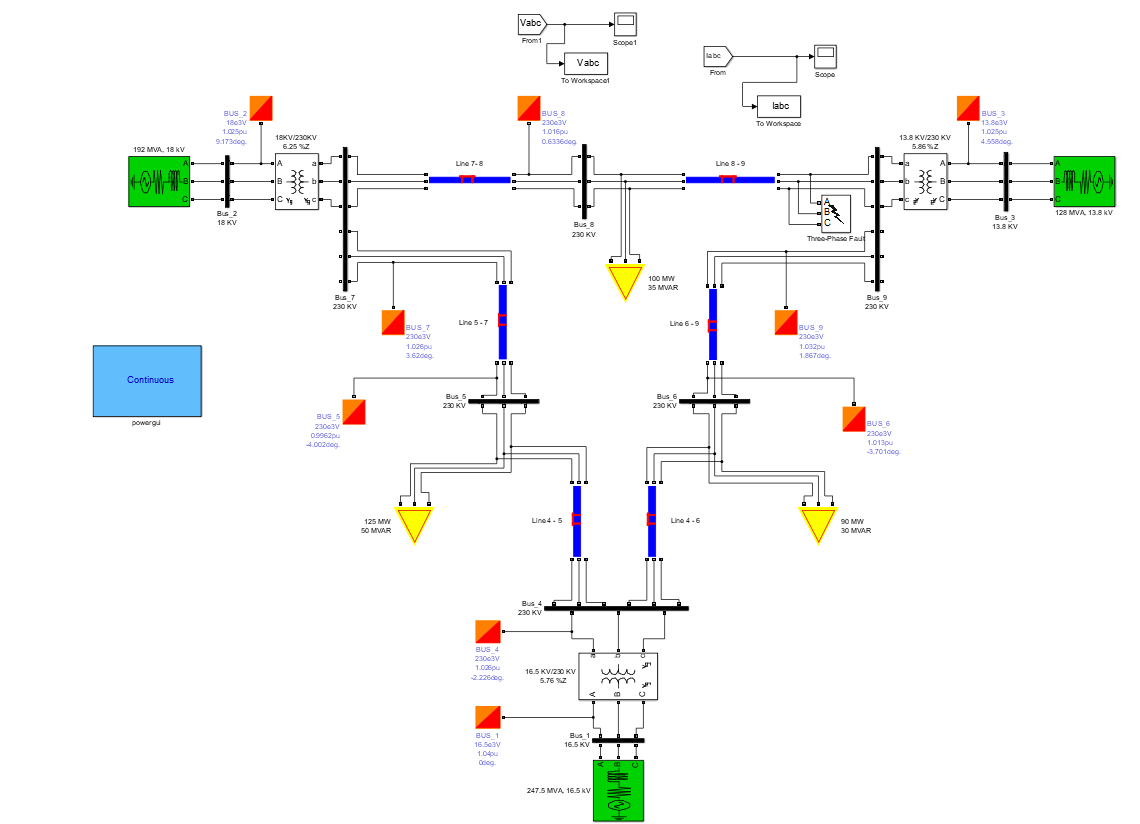 Vabc
From1
Scope1
Vabc
To Workspace1
Iabc
From
Scope
Iabc
To Workspace
BUS_2
18e3V
1.025pu
9.173deg.
18KV/230KV
6.25 %Z
192 MVA, 18 kV
A
B
C
A
B
C
a
b
c
Yg
Yg
Bus_2
18 KV
Bus_7
230 KV
Line 7- 8
BUS_8
230e3V
1.016pu
0.6336deg.
Bus_8
230 KV
Line 8 - 9
A
B
C
Three-Phase Fault
13.8 KV/230 KV
5.86 %Z
a
b
c
A
B
C
BUS_3
13.8e3V
1.025pu
4.558deg.
Bus_3
13.8 KV
A
B
C
128 MVA, 13.8 kV
100 MW
35 MVAR
Bus_9
230 KV
BUS_7
230e3V
1.026pu
3.62deg.
Line 5 - 7
Line 6 - 9
BUS_9
230e3V
1.032pu
1.867deg.
Continuous
powergui
BUS_5
230e3V
0.9962pu
-4.002deg.
Bus_5
230 KV
Bus_6
230 KV
BUS_6
230e3V
1.013pu
-3.701deg.
125 MW
50 MVAR
Line 4 - 5
Line 4 - 6
90 MW
30 MVAR
Bus_4
230 KV
BUS_4
230e3V
1.026pu
-2.226deg.
a
b
c
16.5 KV/230 KV
5.76 %Z
A
B
C
BUS_1
16.5e3V
1.04pu
0deg.
Bus_1
16.5 KV
A
B
C
247.5 MVA, 16.5 kV